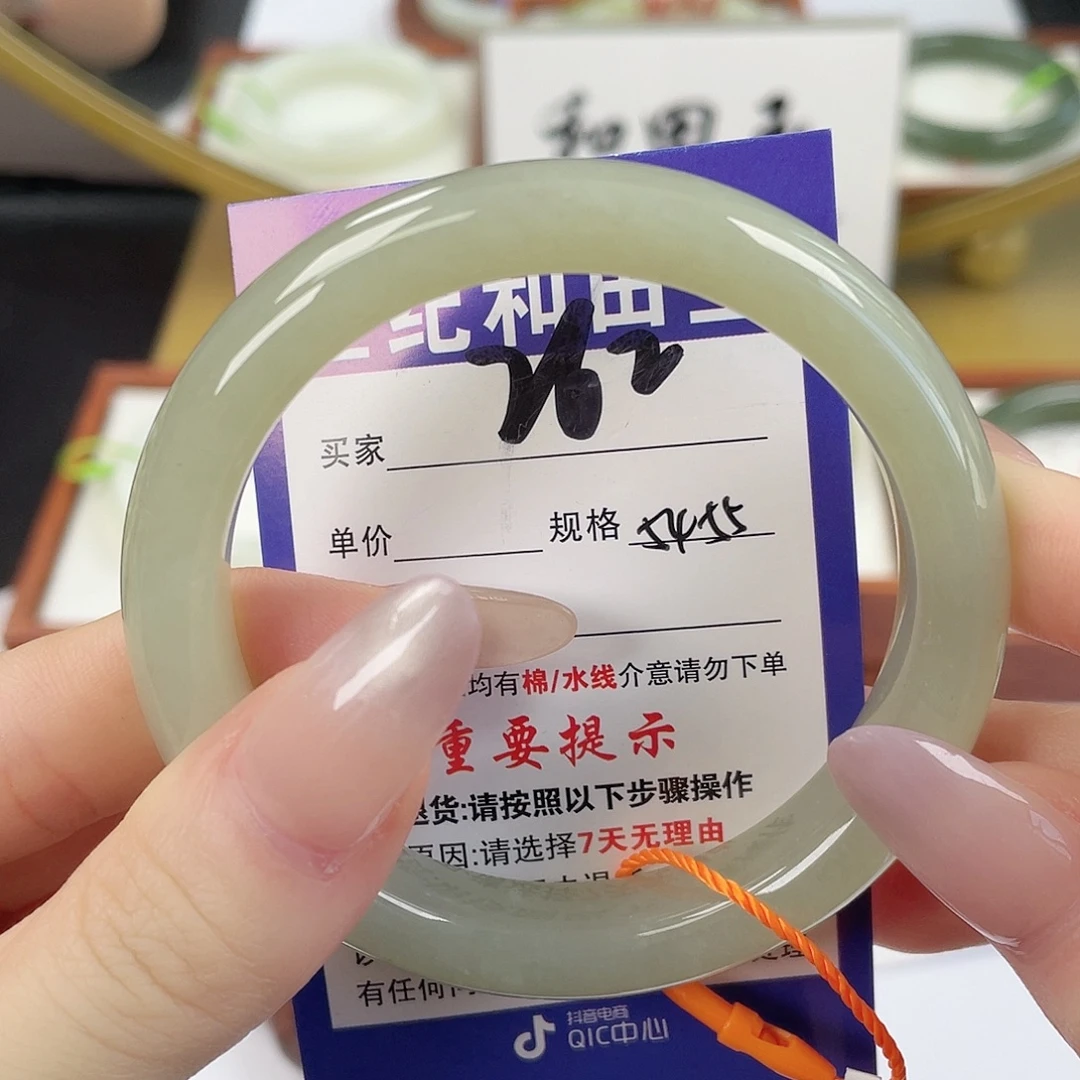 和田玉
纪和田玉
262
买家
单价 规格 5455
均有棉/水线介意请勿下单
重要提示
退货:请按照以下步骤操作
原因:请选择7天无理由
有任何
抖音电商
QIC中心